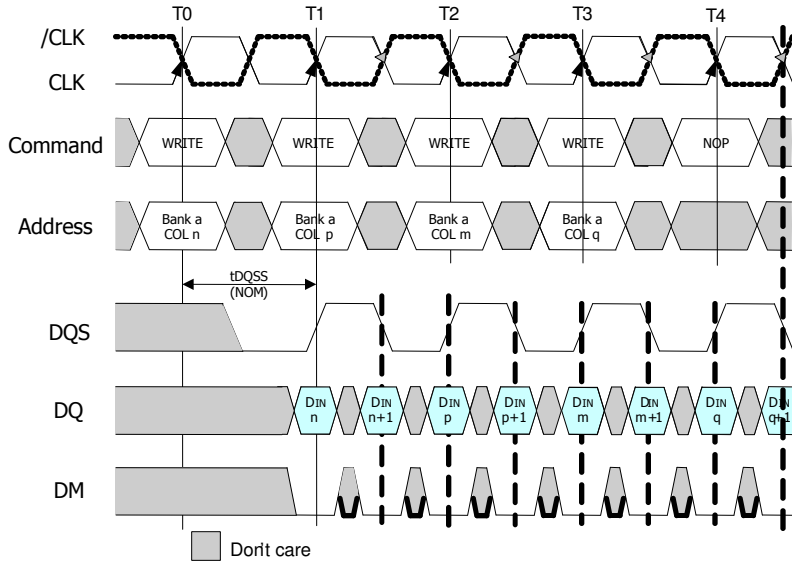 T0 T1 T2 T3 T4
/CLK
CLK
Command WRITE WRITE WRITE WRITE NOP
Address Bank a COL n Bank a COL p Bank a COL m Bank a COL q
tDQSS
(NOM)
DQS
DQ DIN n DIN n+1 DIN p DIN p+1 DIN m DIN m+1 DIN q DIN q+1
DM
Don't care